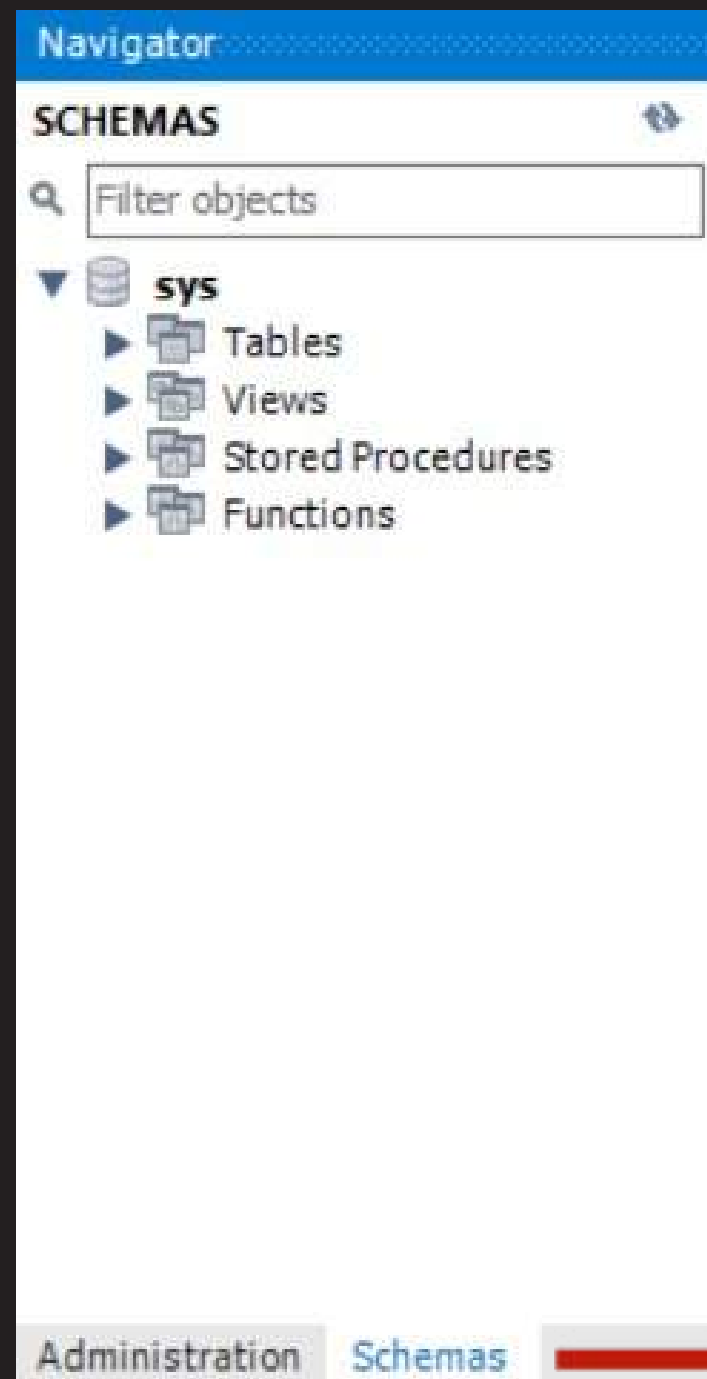 Navigator
SCHEMAS
Filter objects
sys
Tables
Views
Stored Procedures
Functions
Administration Schemas